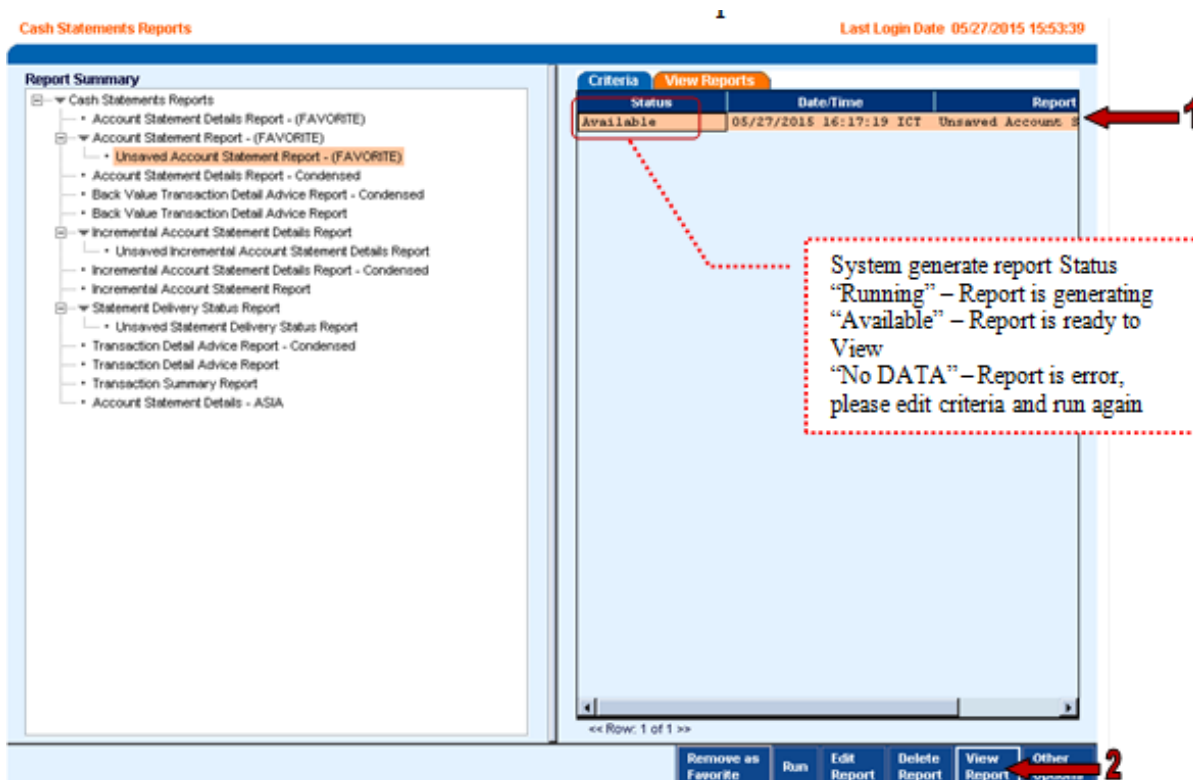 Cash Statements Reports
Last Login Date 05/27/2015 15:53:39
Report Summary
Cash Statements Reports
Account Statement Details Report - (FAVORITE)
Account Statement Report - (FAVORITE)
Unsaved Account Statement Report - (FAVORITE)
Account Statement Details Report - Condensed
Back Value Transaction Detail Advice Report - Condensed
Back Value Transaction Detail Advice Report
Incremental Account Statement Details Report
Unsaved Incremental Account Statement Details Report
Incremental Account Statement Details Report - Condensed
Incremental Account Statement Report
Statement Delivery Status Report
Unsaved Statement Delivery Status Report
Transaction Detail Advice Report - Condensed
Transaction Detail Advice Report
Transaction Summary Report
Account Statement Details - ASIA
Criteria View Reports
Status Date/Time Report
Available 05/27/2015 16:17:19 ICT Unsaved Account S
1
System generate report Status
“Running” – Report is generating
“Available” – Report is ready to
View
“No DATA” – Report is error,
please edit criteria and run again
<< Row: 1 of 1 >>
Remove as Favorite
Run
Edit Report
Delete Report
View Report
Other
2